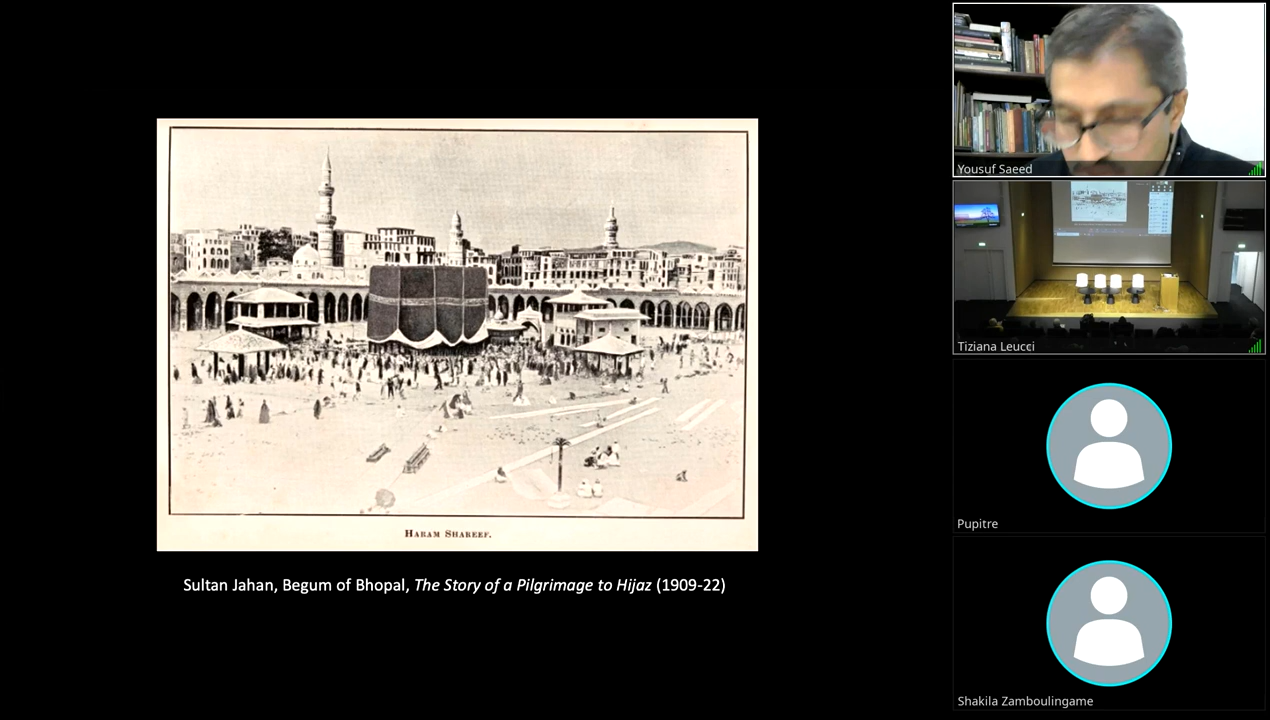 HARAM SHAREEF.
Sultan Jahan, Begum of Bhopal, The Story of a Pilgrimage to Hijaz (1909-22)
Yousuf Saeed
Tiziana Leucci
Pupitre
Shakila Zamboulingame